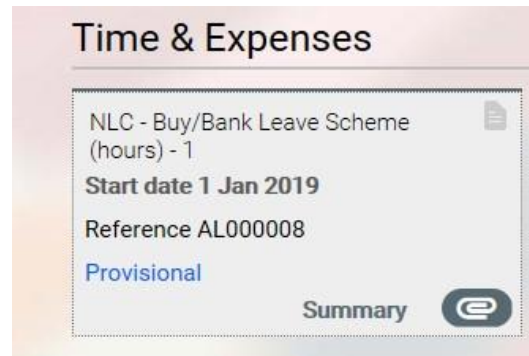 Time & Expenses
NLC - Buy/Bank Leave Scheme
(hours) - 1
Start date 1 Jan 2019
Reference AL000008
Provisional
Summary